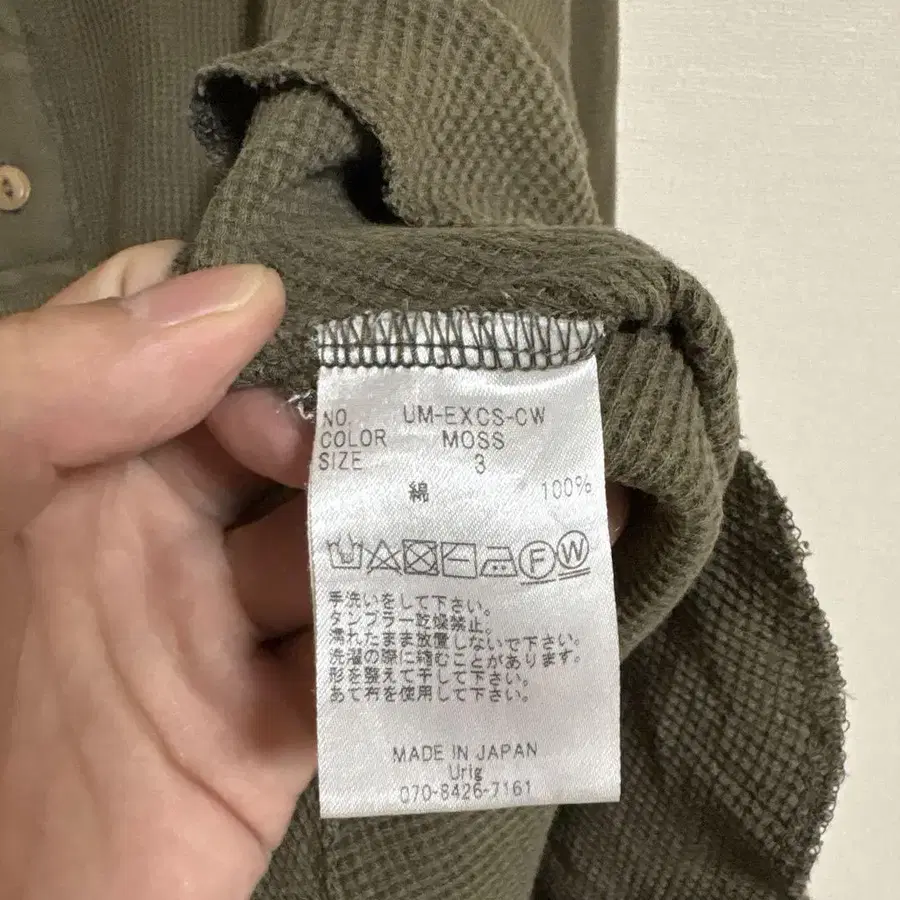 NO. UM-EXCS-CW
COLOR MOSS
SIZE 3
綿 100%
F W
手洗いをして下さい。
タンブラー乾燥禁止。
濡れたまま放置しないで下さい。
洗濯の際に縮むことがあります。
形を整えて干して下さい。
あて布を使用して下さい。
MADE IN JAPAN
Urig
070-8426-7161